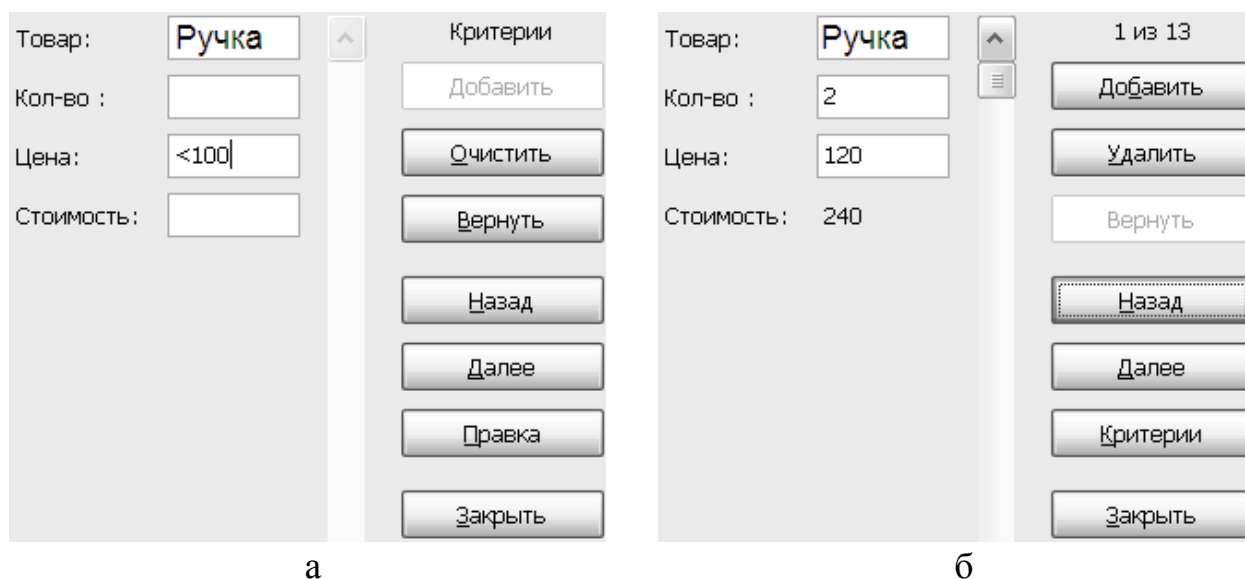 Товар: Ручка Критерии
Добавить
Кол-во :
Цена: <100 Очистить
Стоимость: Вернуть
Назад
Далее
Правка
Закрыть
а
Товар: Ручка 1 из 13
Добавить
Кол-во : 2
Цена: 120 Удалить
Стоимость: 240 Вернуть
Назад
Далее
Критерии
Закрыть
б